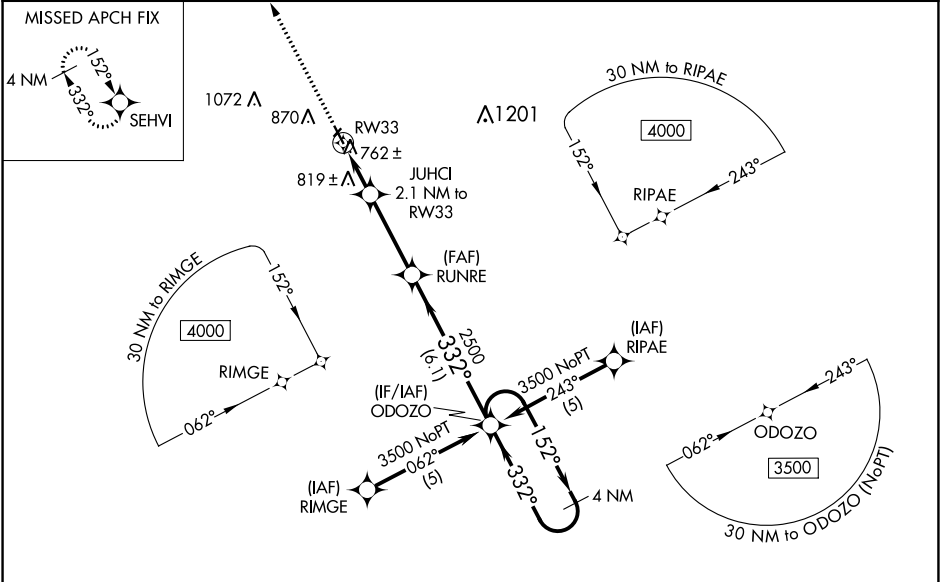 MISSED APCH FIX
4 NM
152°
332°
SEHVI
1072
870
RW33
762 ±
819 ±
JUHCI
2.1 NM to
RW33
1201
30 NM to RIPAE
4000
152°
243°
RIPAE
(FAF)
RUNRE
30 NM to RIMGE
4000
152°
RIMGE
062°
2500
332°
(6.1)
(IF/IAF)
ODOZO
(IAF)
RIPAE
3500 NoPT
243°
(5)
3500 NoPT
062°
(5)
(IAF)
RIMGE
152°
332°
4 NM
243°
062°
ODOZO
3500
30 NM to ODOZO (NoPT)